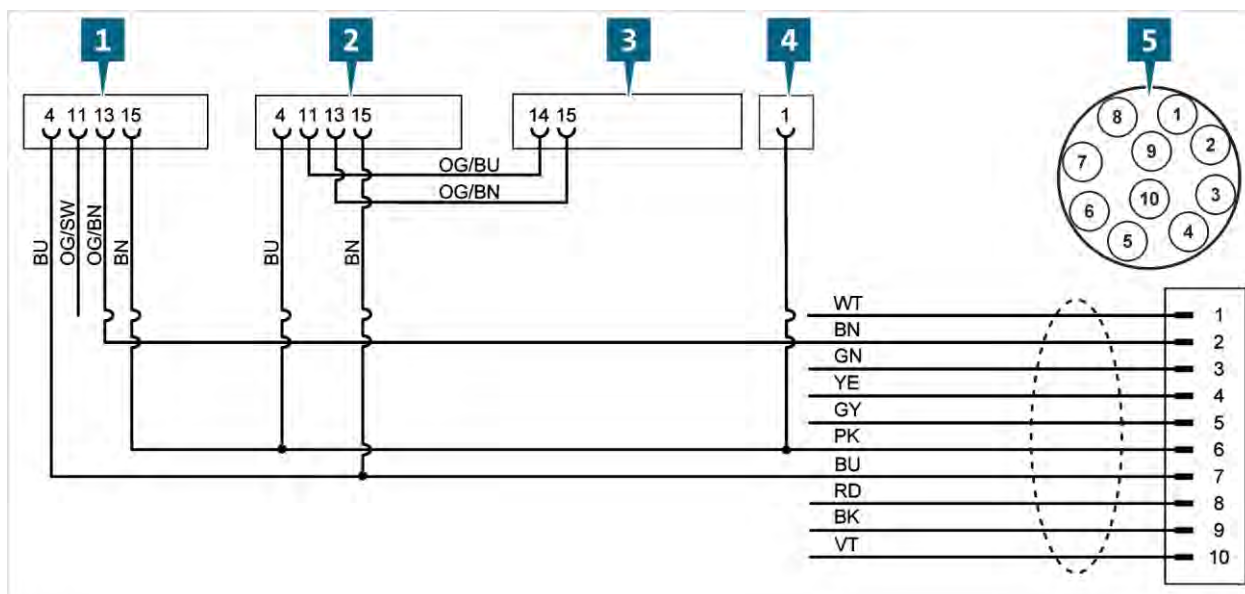 1 2 3 4 5
4 11 13 15
4 11 13 15
14 15
1
OG/BU
OG/BN
BU
OG/SW
OG/BN
BN
BU
BN
8 1
9 2
7
10 3
6
5 4
WT 1
BN 2
GN 3
YE 4
GY 5
PK 6
BU 7
RD 8
BK 9
VT 10